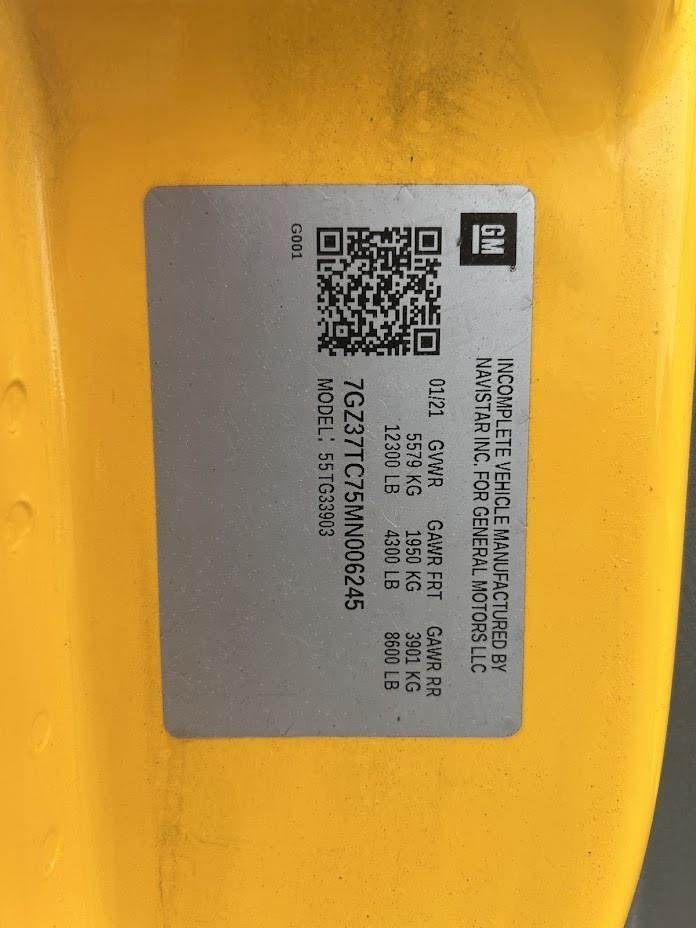 GM
INCOMPLETE VEHICLE MANUFACTURED BY
NAVISTAR INC. FOR GENERAL MOTORS LLC
01/21 GVWR GAWR FRT GAWR RR
5579 KG 1950 KG 3901 KG
12300 LB 4300 LB 8600 LB
7GZ37TC75MN006245
MODEL: 55TG33903
G001